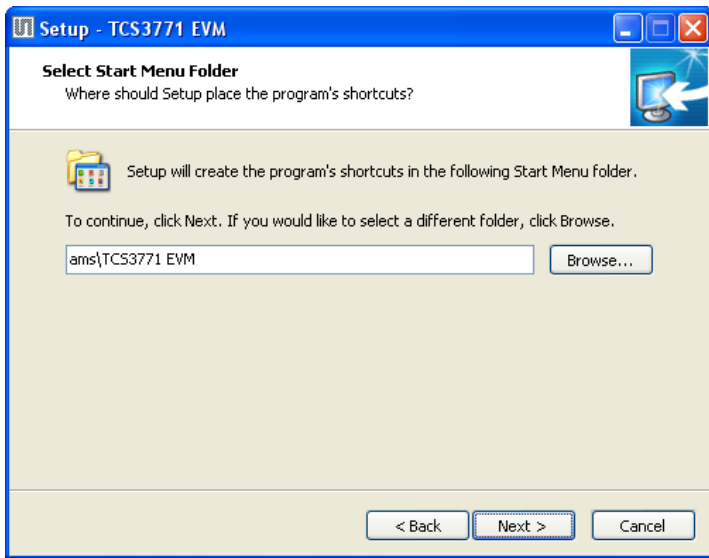 Setup - TCS3771 EVM
Select Start Menu Folder
Where should Setup place the program's shortcuts?
Setup will create the program's shortcuts in the following Start Menu folder.
To continue, click Next. If you would like to select a different folder, click Browse.
ams\TCS3771 EVM
Browse...
< Back
Next >
Cancel